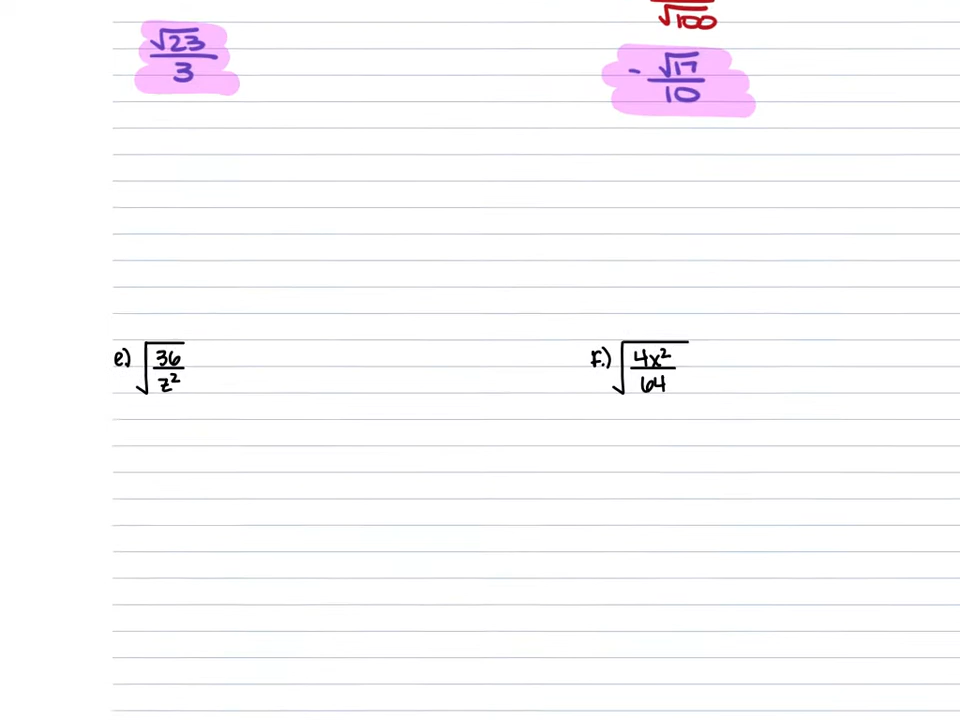 √23/3
√100
- √17/10
e.) √(36/z²)
F.) √(4x²/64)